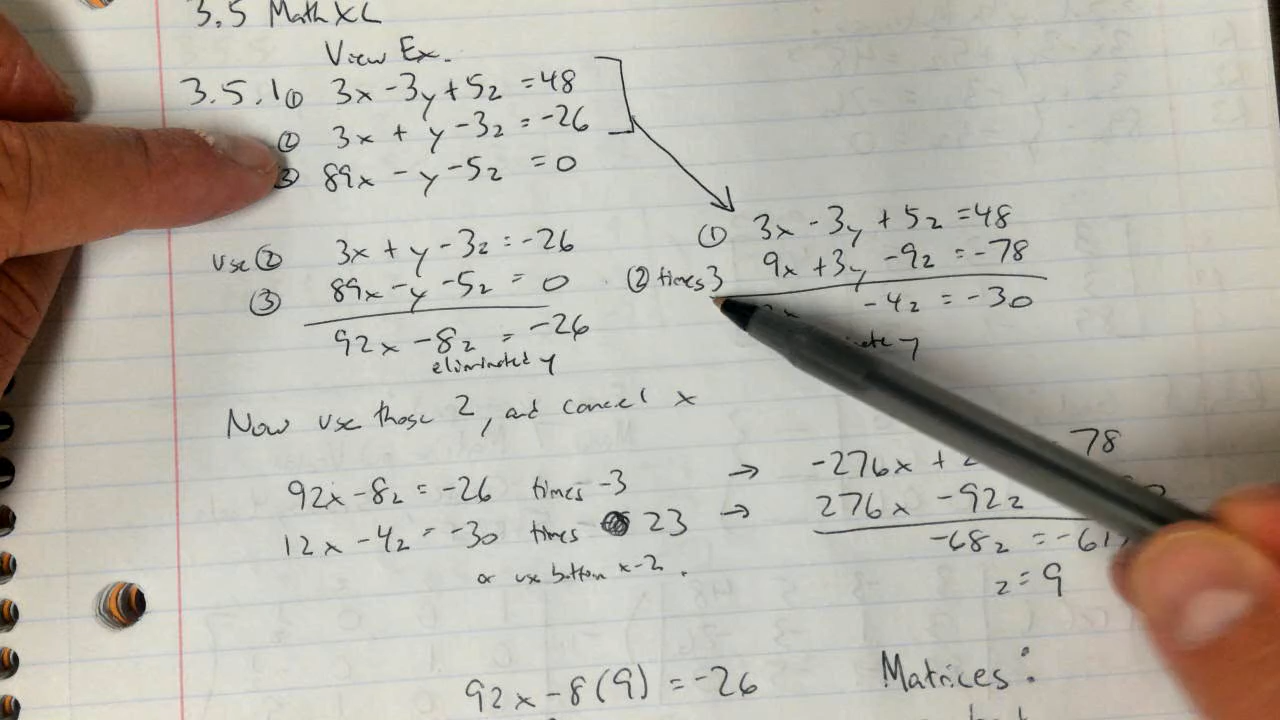 3.5 MathXL
View Ex.
3.5.1 ① 3x - 3y + 5z = 48
② 3x + y - 3z = -26
③ 89x - y - 5z = 0
Use ② 3x + y - 3z = -26
③ 89x - y - 5z = 0
92x - 8z = -26
eliminated y
① 3x - 3y + 5z = 48
② times 3 9x + 3y - 9z = -78
-4z = -30
y
Now use those 2, and cancel x
92x - 8z = -26 times -3 → -276x + 78
12x - 4z = -30 times 23 → 276x - 92z
or use bottom x-2.
-68z = -61
z = 9
92x - 8(9) = -26
Matrices: